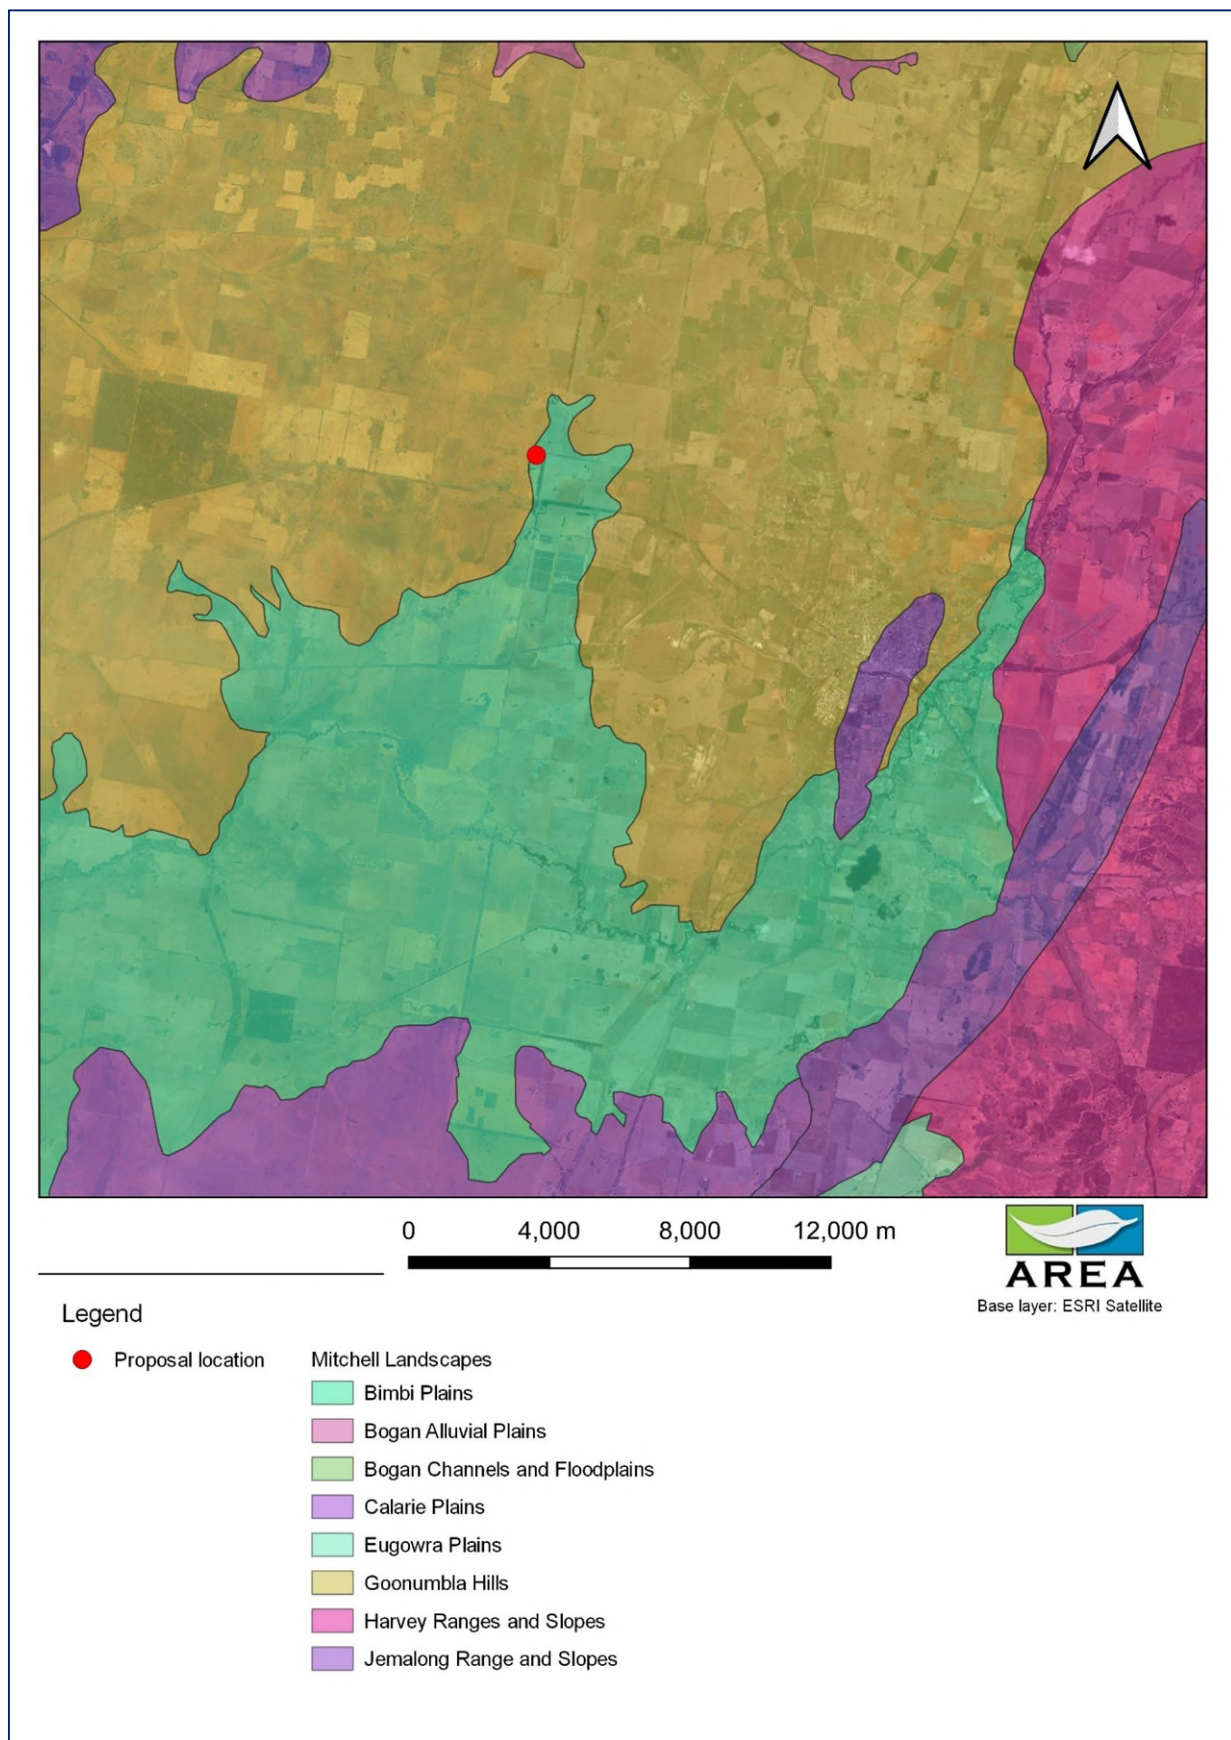 0 4,000 8,000 12,000 m
AREA
Base layer: ESRI Satellite
Legend
Proposal location
Mitchell Landscapes
Bimbi Plains
Bogan Alluvial Plains
Bogan Channels and Floodplains
Calarie Plains
Eugowra Plains
Goonumbla Hills
Harvey Ranges and Slopes
Jemalong Range and Slopes